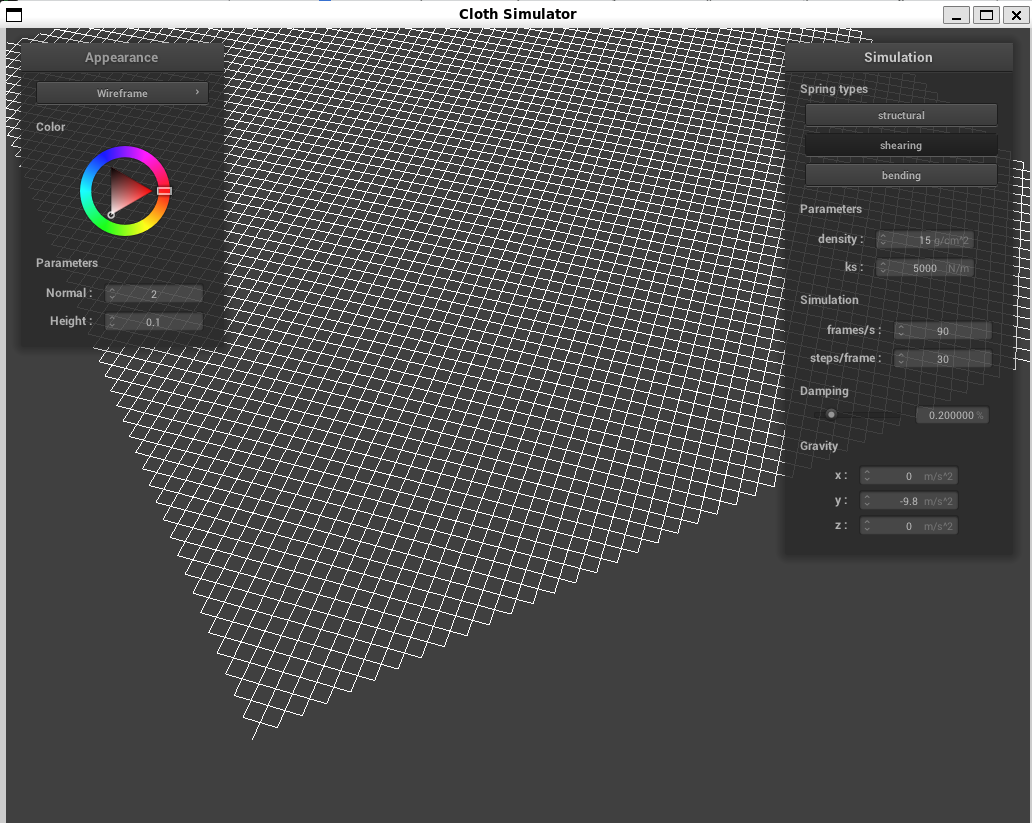 Cloth Simulator
Appearance
Wireframe
Color
Parameters
Normal : 2
Height : 0.1
Simulation
Spring types
structural
shearing
bending
Parameters
density : 15 g/cm^2
ks : 5000 N/m
Simulation
frames/s : 90
steps/frame : 30
Damping
0.200000 %
Gravity
x : 0 m/s^2
y : -9.8 m/s^2
z : 0 m/s^2